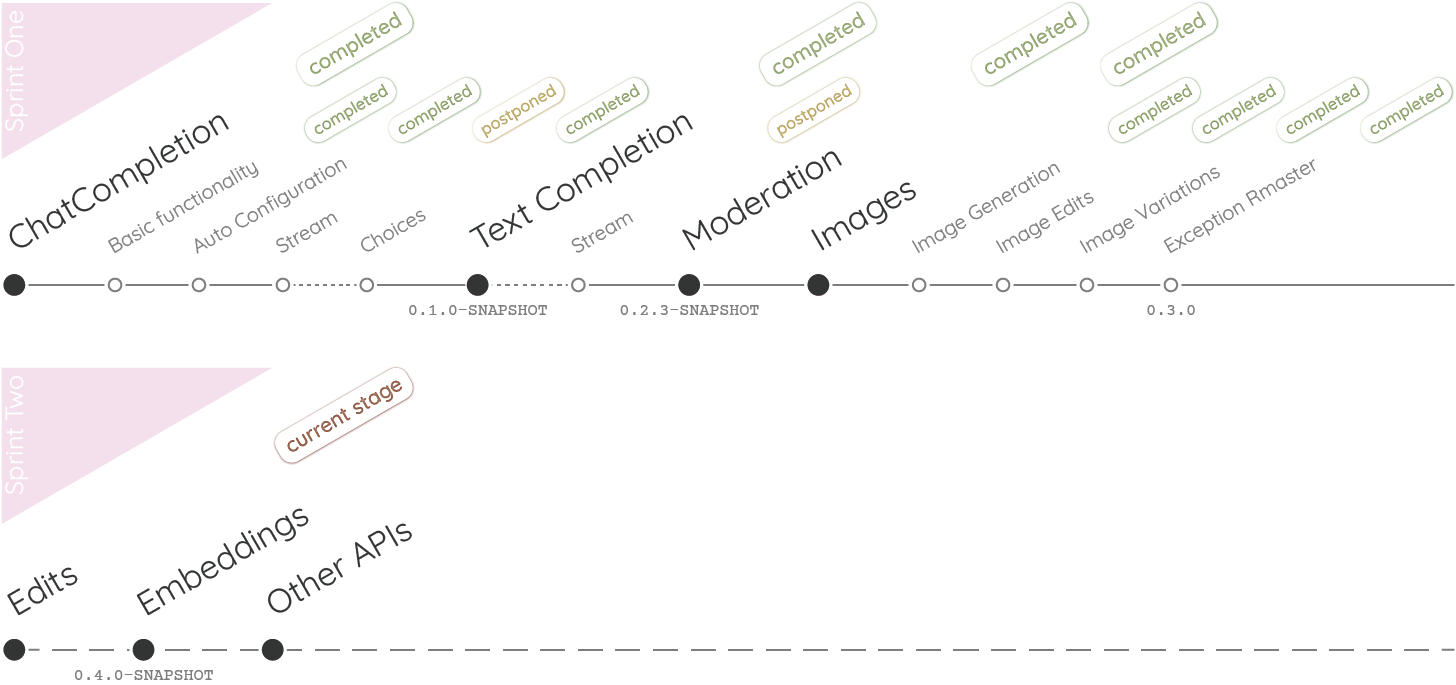 Sprint One
completed
completed
completed
completed
completed
completed
postponed
completed
postponed
completed
completed
completed
completed
ChatCompletion
Basic functionality
Auto Configuration
Stream
Choices
Text Completion
Stream
Moderation
Images
Image Generation
Image Edits
Image Variations
Exception Rmaster
0.1.0-SNAPSHOT
0.2.3-SNAPSHOT
0.3.0
Sprint Two
current stage
Edits
Embeddings
Other APIs
0.4.0-SNAPSHOT